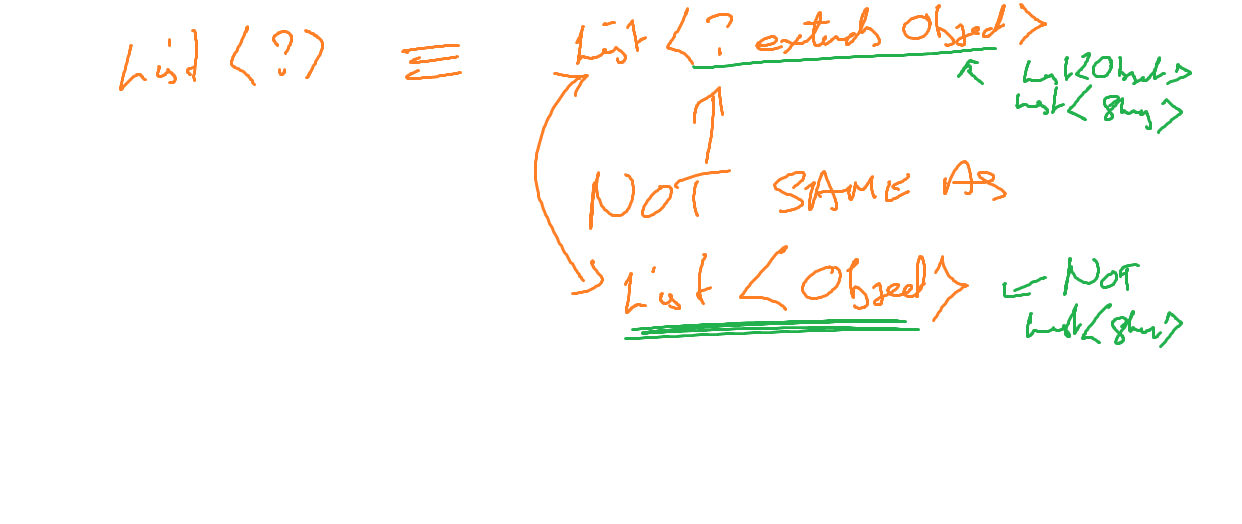 List <?> ≡ List <? extends Object>
List<Object>
List<String>
NOT SAME AS
List <Object>
NOT
List<String>